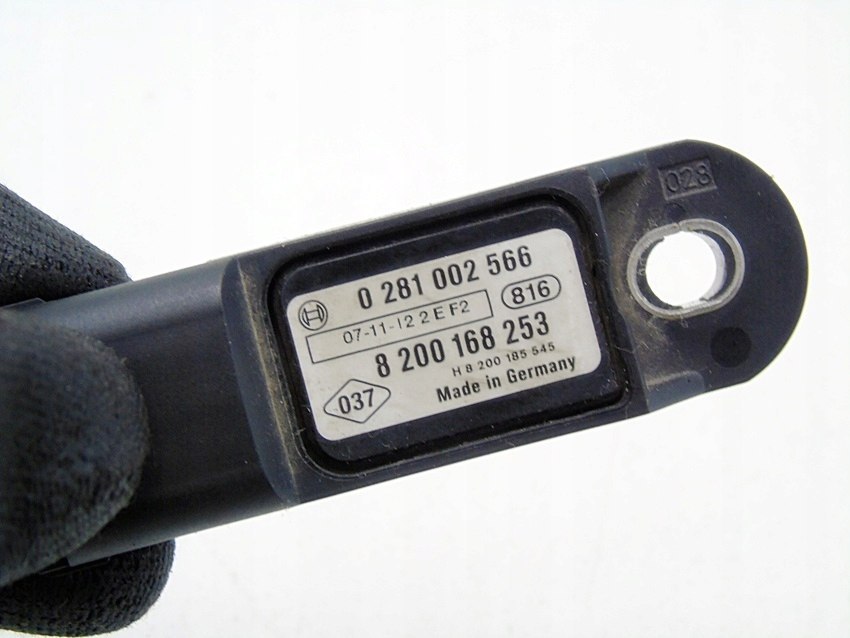 028
0 281 002 566
07-11-12 2 E F2
816
8 200 168 253
H 8 200 185 545
037
Made in Germany